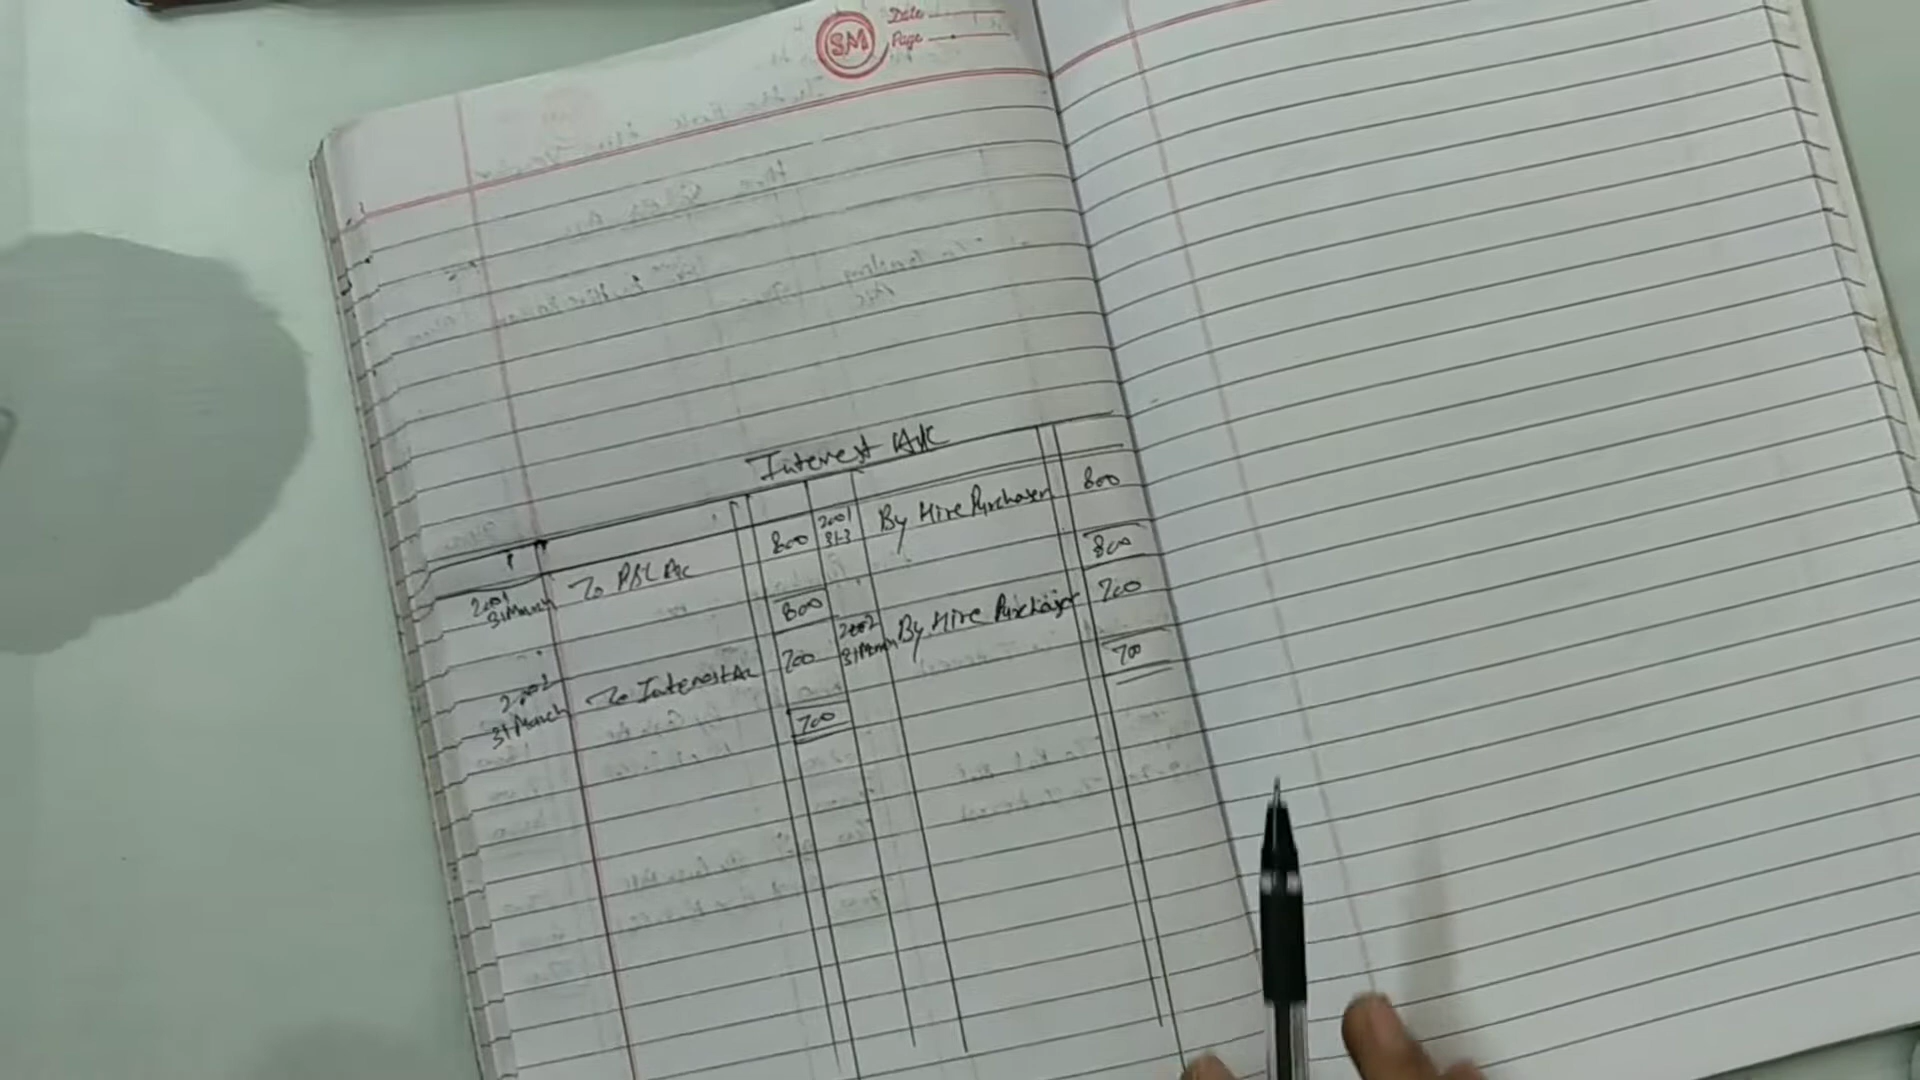 SM
Date
Page
Interest A/C
2001
31 March To P&L A/c 800 2001
31-3 By Hire Purchaser 800
800 800
2002
31 March To Interest A/c 700 2002
31 March By Hire Purchaser 700
700 700